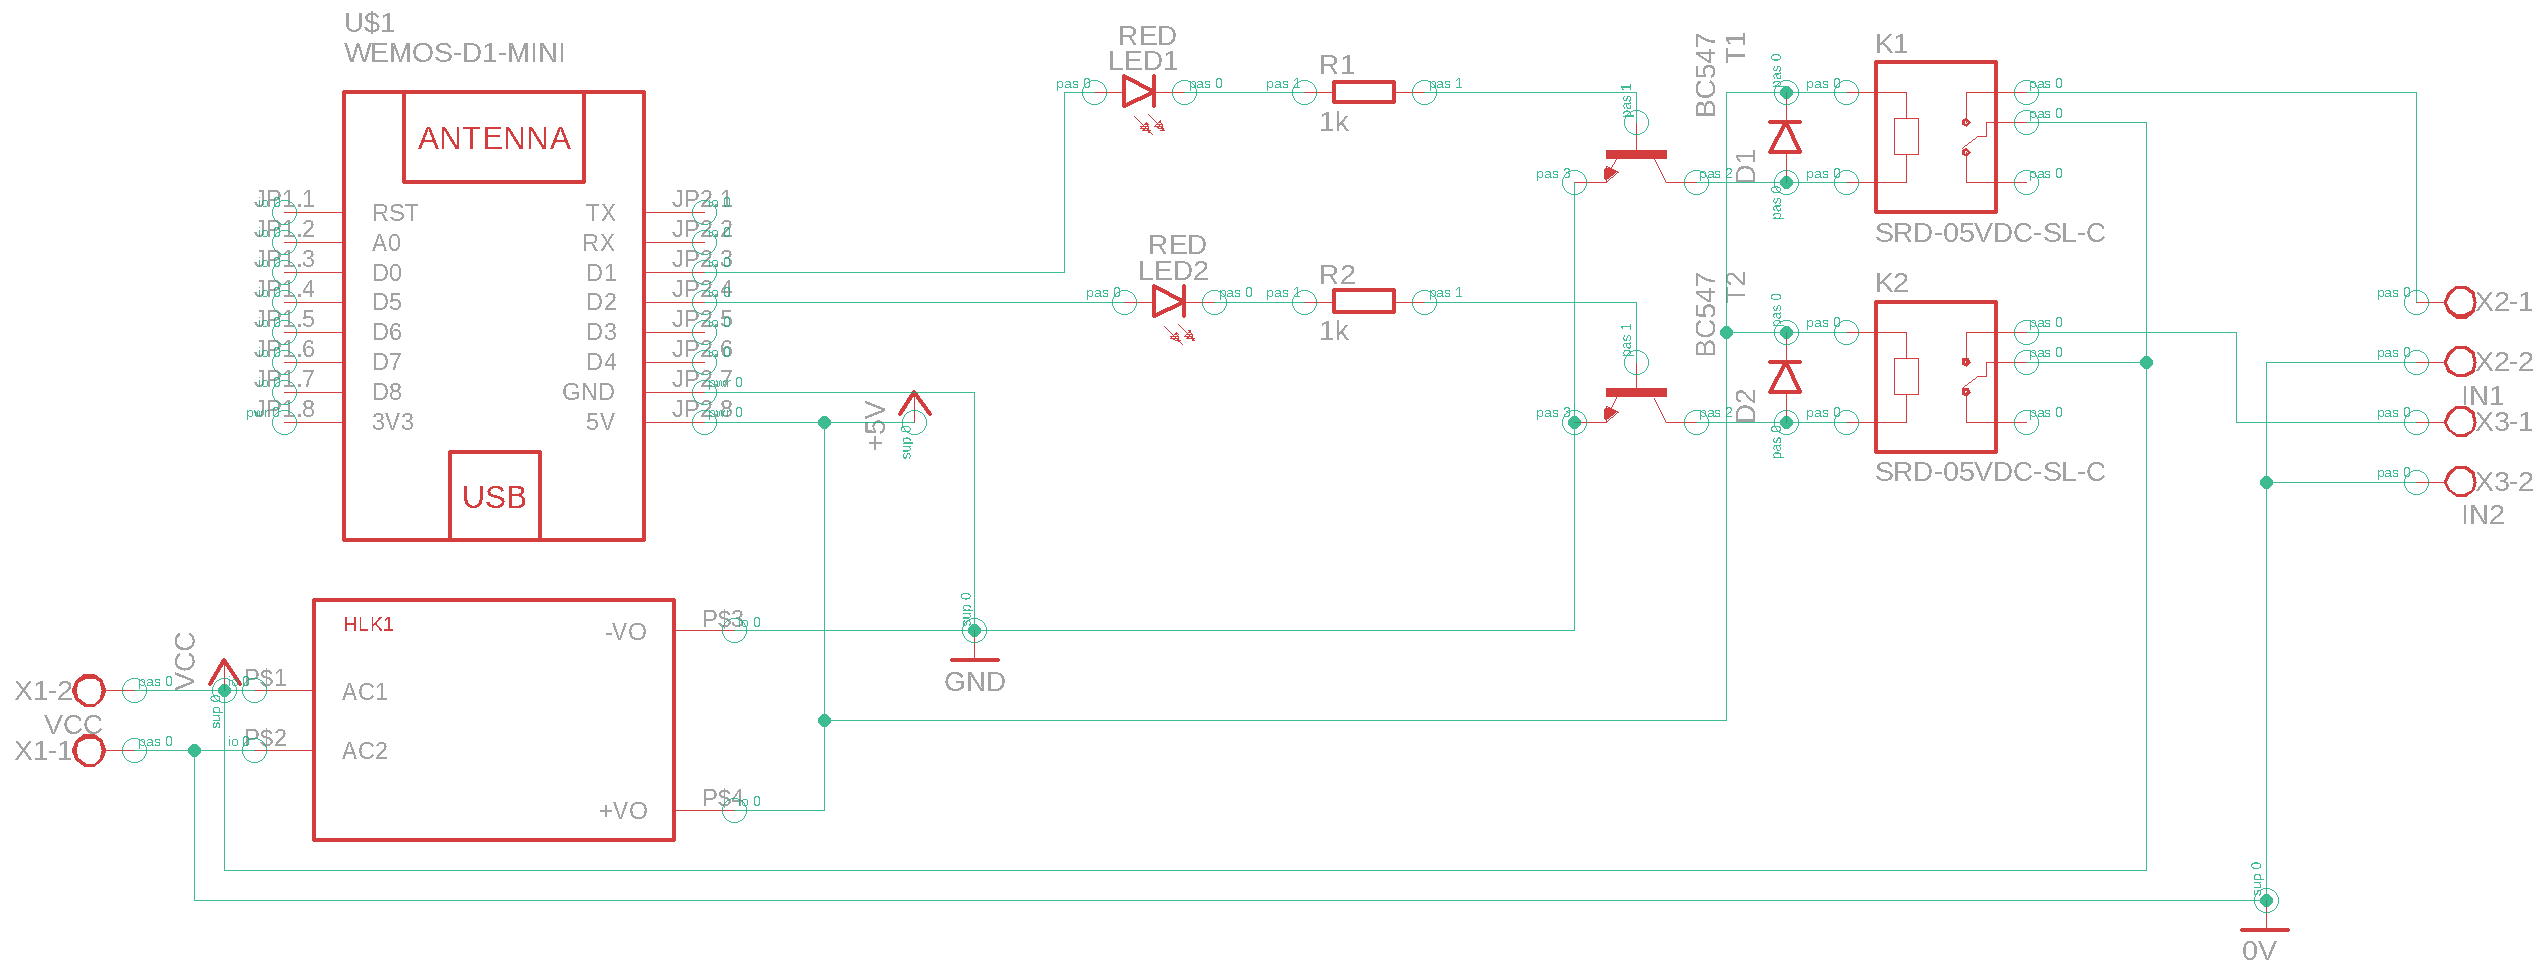 U$1
WEMOS-D1-MINI
ANTENNA
JP1.1
RST
TX
JP2.1
JP1.2
A0
RX
JP2.2
JP1.3
D0
D1
JP2.3
JP1.4
D5
D2
JP2.4
JP1.5
D6
D3
JP2.5
JP1.6
D7
D4
JP2.6
JP1.7
D8
GND
JP2.7
JP1.8
3V3
5V
JP2.8
USB
+5V
sup 0
RED
LED1
pas 0
pas 0
pas 1
R1
pas 1
1k
RED
LED2
pas 0
pas 0
pas 1
R2
pas 1
1k
pas 1
pas 3
pas 2
BC547
T1
D1
pas 0
pas 0
pas 0
pas 0
K1
pas 0
pas 0
pas 0
SRD-05VDC-SL-C
pas 1
pas 3
pas 2
BC547
T2
D2
pas 0
pas 0
pas 0
pas 0
K2
pas 0
pas 0
pas 0
SRD-05VDC-SL-C
pas 0
X2-1
pas 0
X2-2
IN1
pas 0
X3-1
pas 0
X3-2
IN2
HLK1
-VO
P$3
io 0
sup 0
GND
VCC
X1-2
pas 0
sup 0
P$1
AC1
VCC
X1-1
pas 0
io 0
P$2
AC2
+VO
P$4
io 0
sup 0
0V